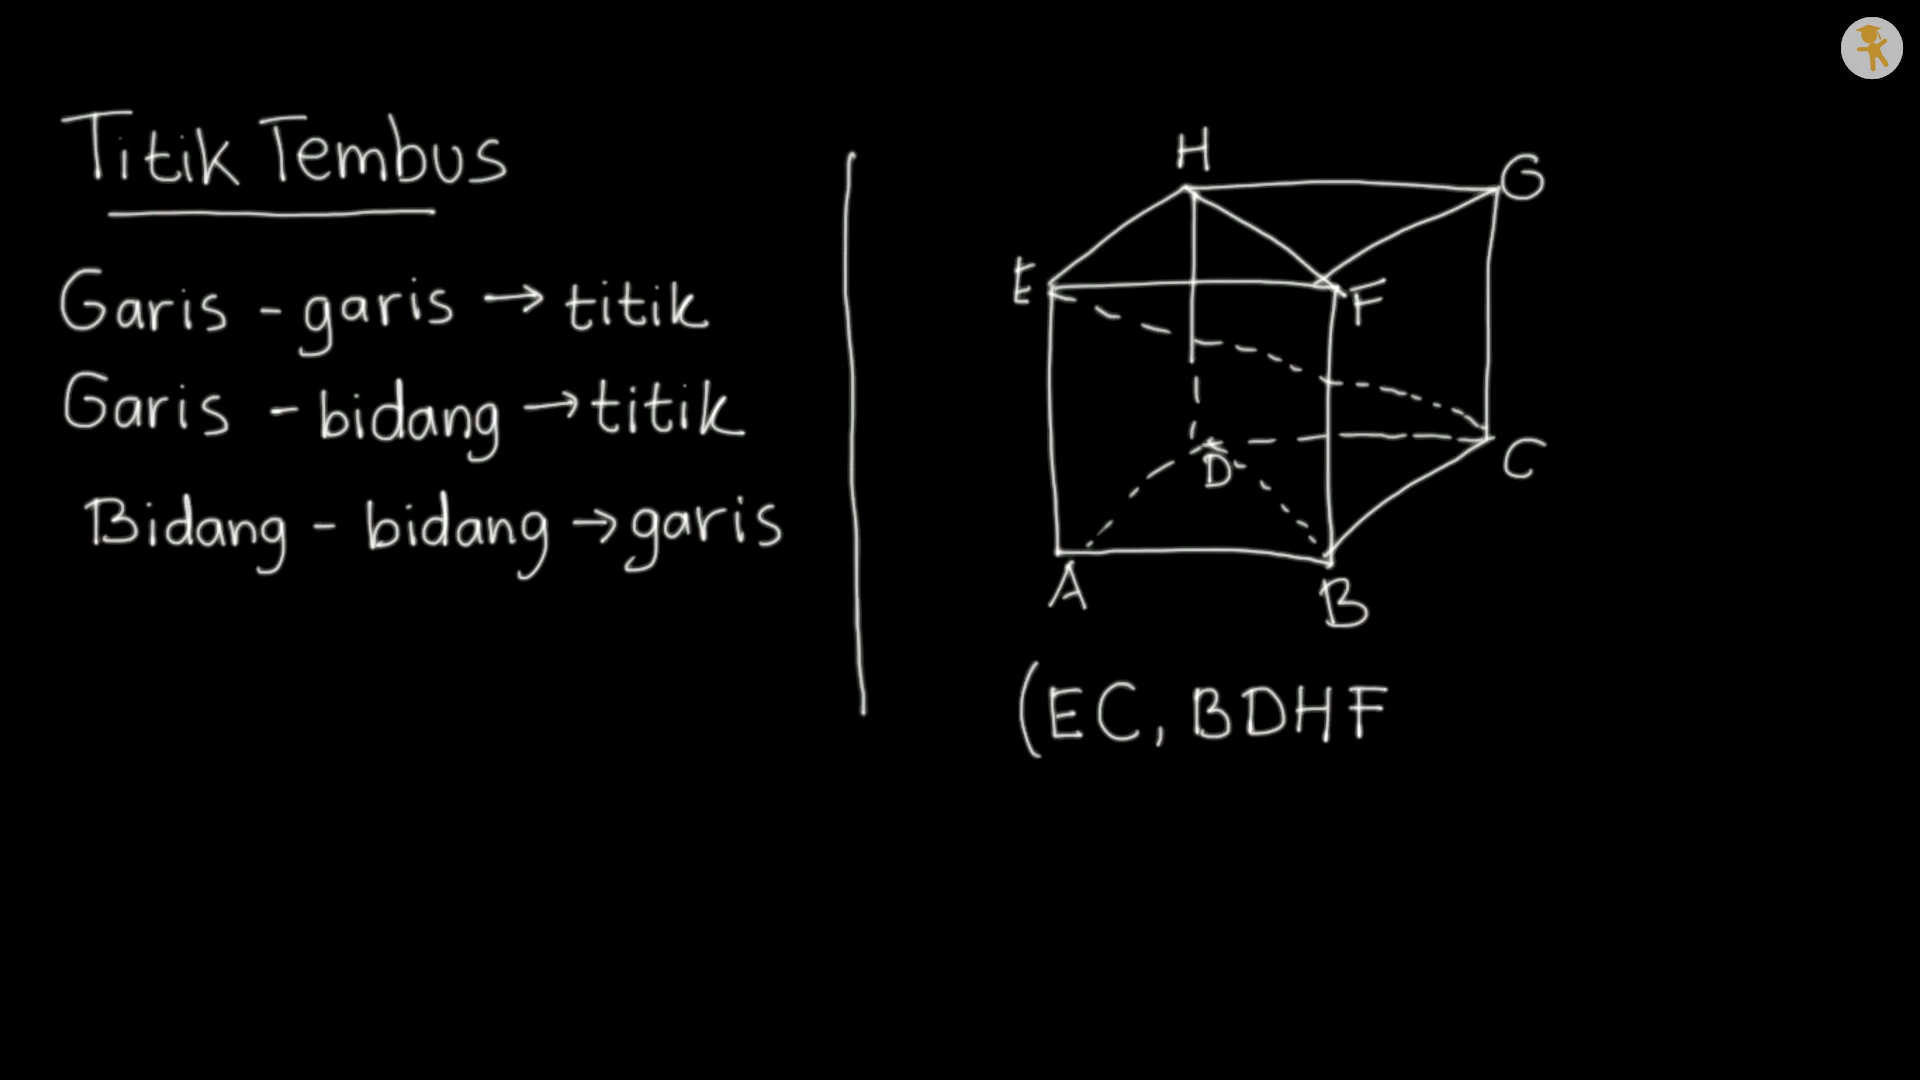 Titik Tembus
Garis - garis → titik
Garis - bidang → titik
Bidang - bidang → garis
H
G
E
F
D
C
A
B
(EC, BDHF